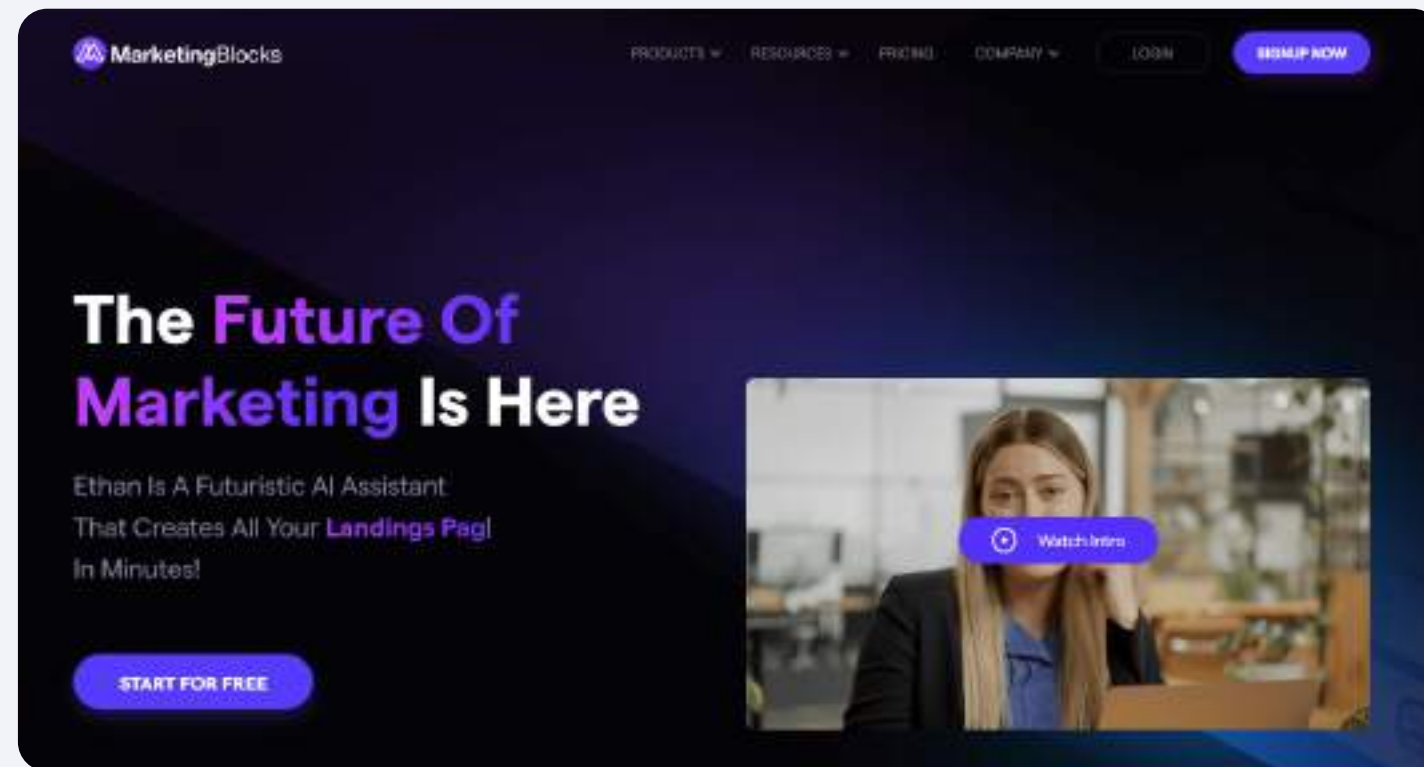 MarketingBlocks
PRODUCTS
RESOURCES
PRICING
COMPANY
LOGIN
SIGNUP NOW
The Future Of
Marketing Is Here
Ethan Is A Futuristic AI Assistant
That Creates All Your Landings Pag|
In Minutes!
Watch Intro
START FOR FREE